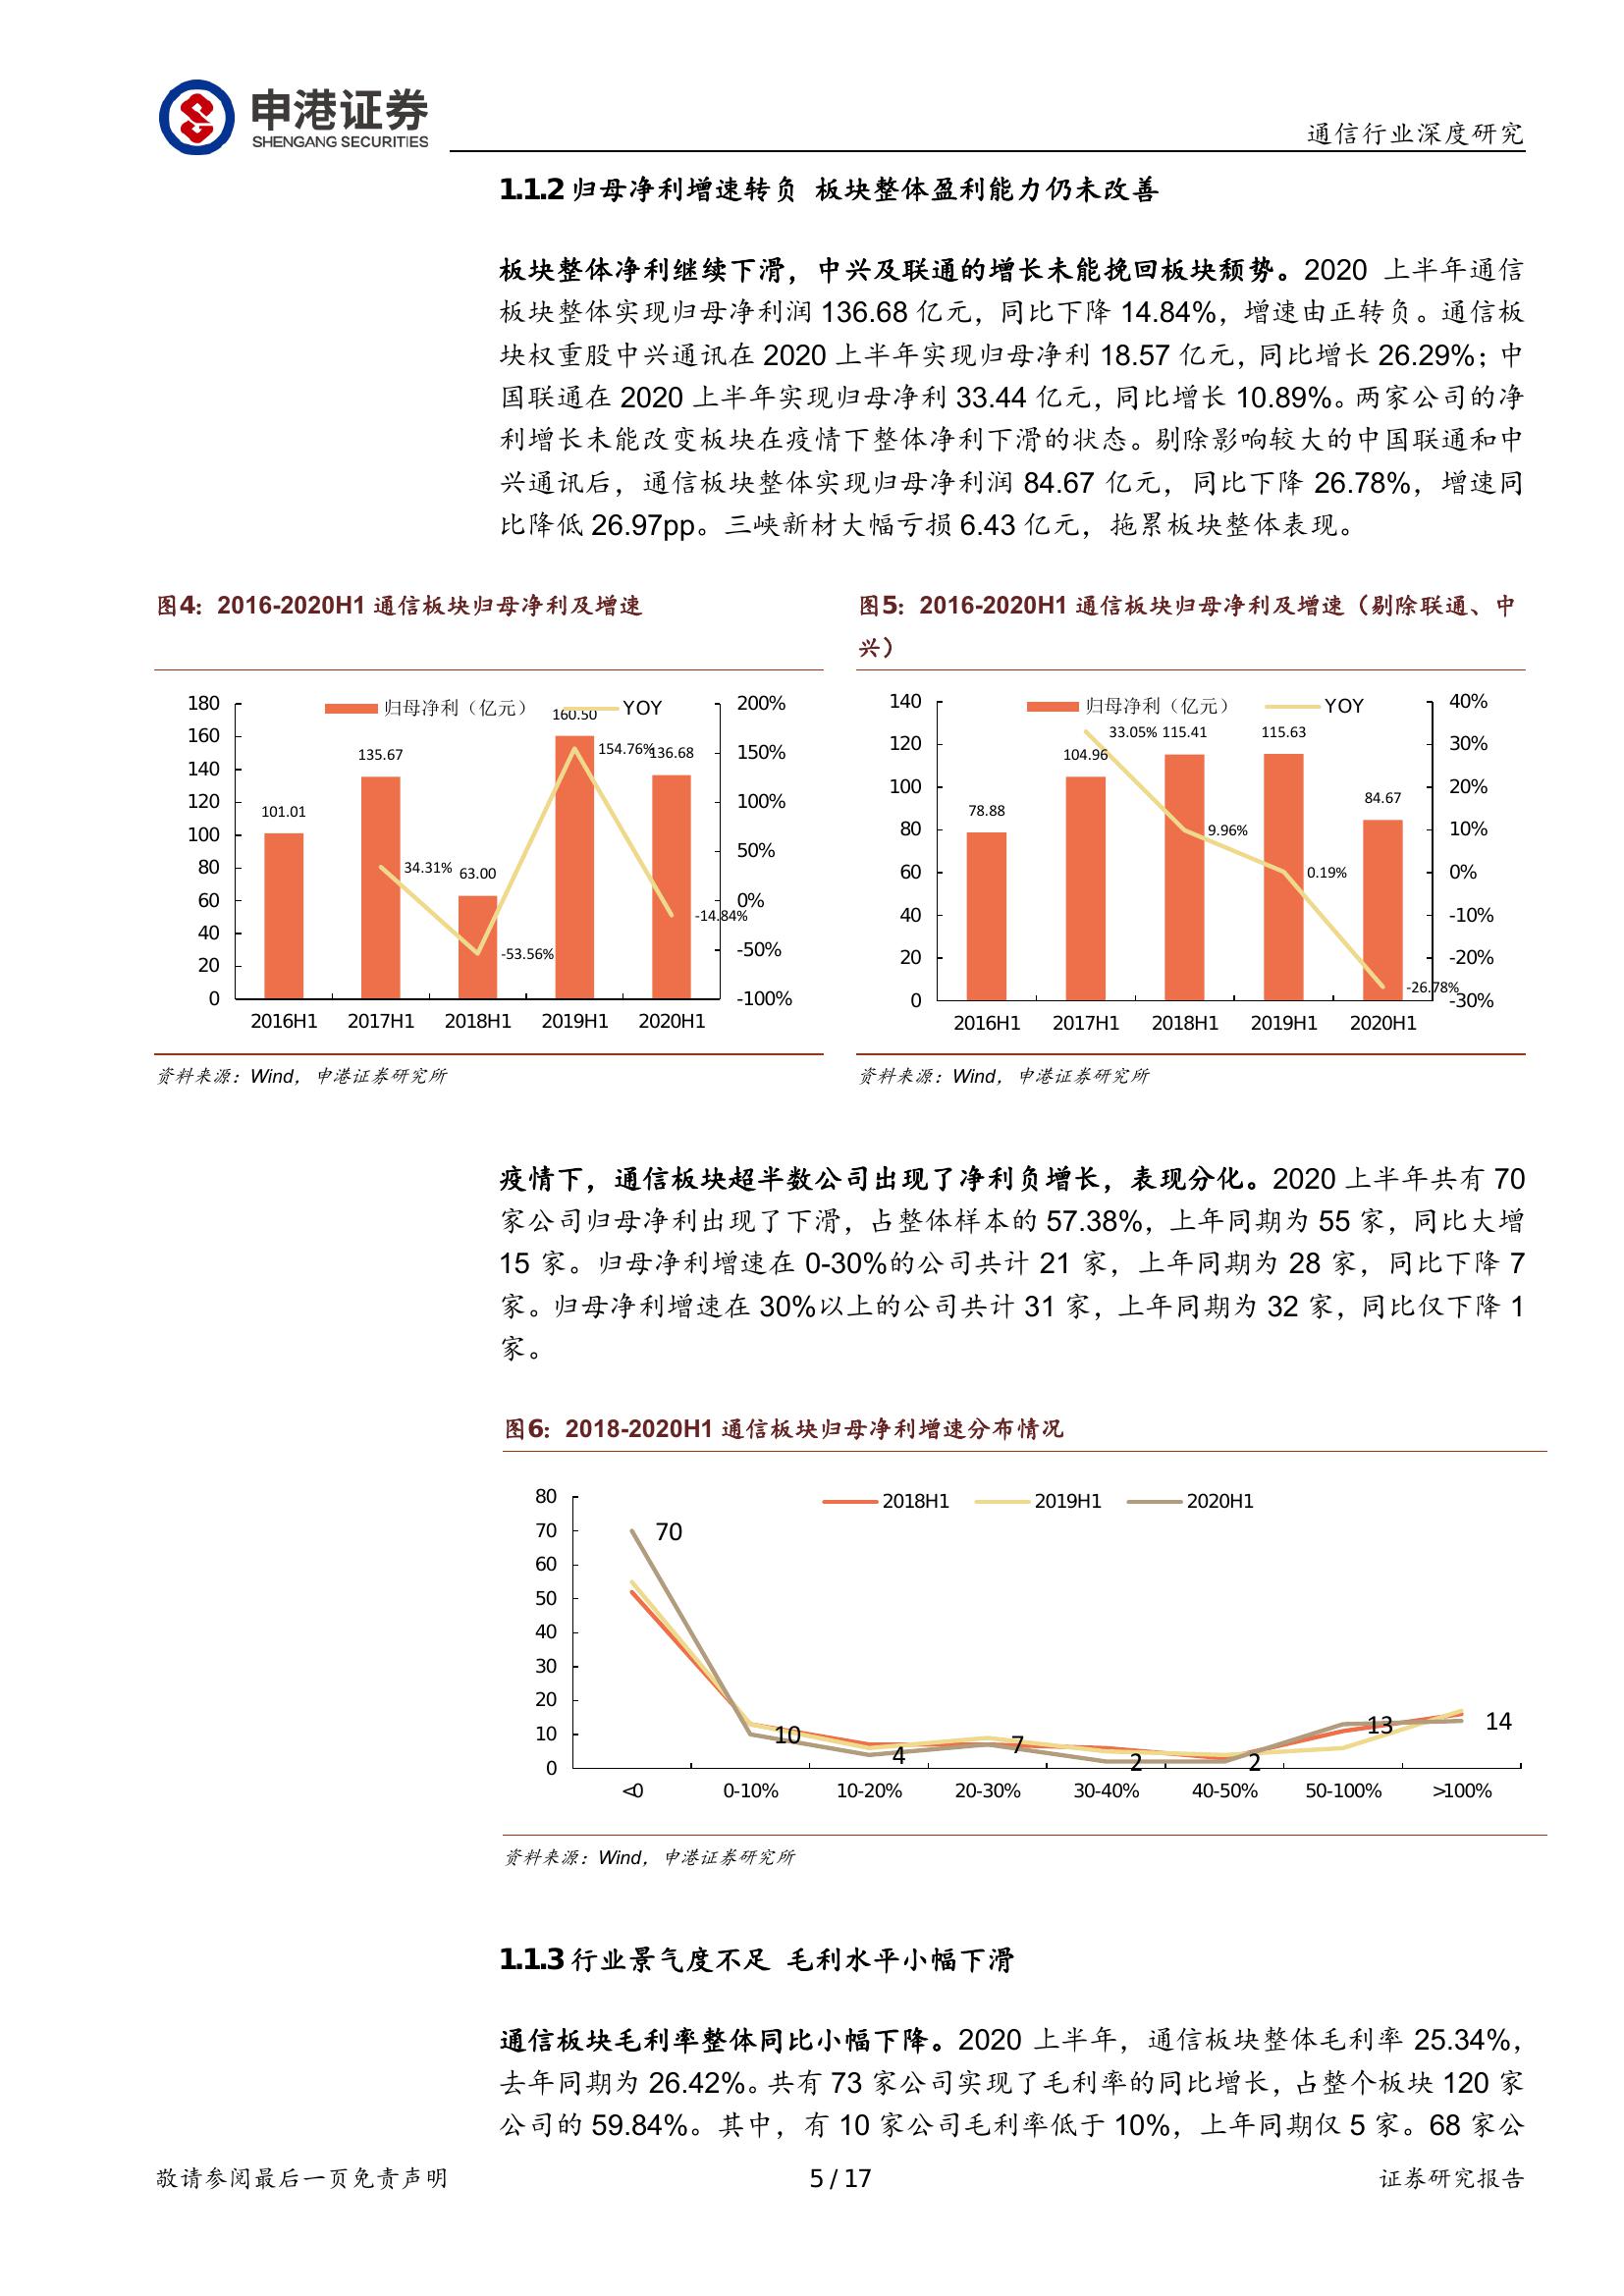 申港证券
SHENGANG SECURITIES
通信行业深度研究
1.1.2 归母净利增速转负 板块整体盈利能力仍未改善
板块整体净利继续下滑，中兴及联通的增长未能挽回板块颓势。2020 上半年通信
板块整体实现归母净利润 136.68 亿元，同比下降 14.84%，增速由正转负。通信板
块权重股中兴通讯在 2020 上半年实现归母净利 18.57 亿元，同比增长 26.29%；中
国联通在 2020 上半年实现归母净利 33.44 亿元，同比增长 10.89%。两家公司的净
利增长未能改变板块在疫情下整体净利下滑的状态。剔除影响较大的中国联通和中
兴通讯后，通信板块整体实现归母净利润 84.67 亿元，同比下降 26.78%，增速同
比降低 26.97pp。三峡新材大幅亏损 6.43 亿元，拖累板块整体表现。
图4：2016-2020H1 通信板块归母净利及增速
180
160
140
120
100
80
60
40
20
0
归母净利（亿元）
YOY
101.01
135.67
63.00
160.50
136.68
34.31%
-53.56%
154.76%
-14.84%
200%
150%
100%
50%
0%
-50%
-100%
2016H1 2017H1 2018H1 2019H1 2020H1
资料来源：Wind，申港证券研究所
图5：2016-2020H1 通信板块归母净利及增速（剔除联通、中
兴）
140
120
100
80
60
40
20
0
归母净利（亿元）
YOY
78.88
104.96
115.41
115.63
84.67
33.05%
9.96%
0.19%
-26.78%
40%
30%
20%
10%
0%
-10%
-20%
-30%
2016H1 2017H1 2018H1 2019H1 2020H1
资料来源：Wind，申港证券研究所
疫情下，通信板块超半数公司出现了净利负增长，表现分化。2020 上半年共有 70
家公司归母净利出现了下滑，占整体样本的 57.38%，上年同期为 55 家，同比大增
15 家。归母净利增速在 0-30%的公司共计 21 家，上年同期为 28 家，同比下降 7
家。归母净利增速在 30%以上的公司共计 31 家，上年同期为 32 家，同比仅下降 1
家。
图6：2018-2020H1 通信板块归母净利增速分布情况
2018H1 2019H1 2020H1
80
70
60
50
40
30
20
10
0
70
10
4
7
2
2
13
14
<0 0-10% 10-20% 20-30% 30-40% 40-50% 50-100% >100%
资料来源：Wind，申港证券研究所
1.1.3 行业景气度不足 毛利水平小幅下滑
通信板块毛利率整体同比小幅下降。2020 上半年，通信板块整体毛利率 25.34%，
去年同期为 26.42%。共有 73 家公司实现了毛利率的同比增长，占整个板块 120 家
公司的 59.84%。其中，有 10 家公司毛利率低于 10%，上年同期仅 5 家。68 家公
敬请参阅最后一页免责声明
5 / 17
证券研究报告